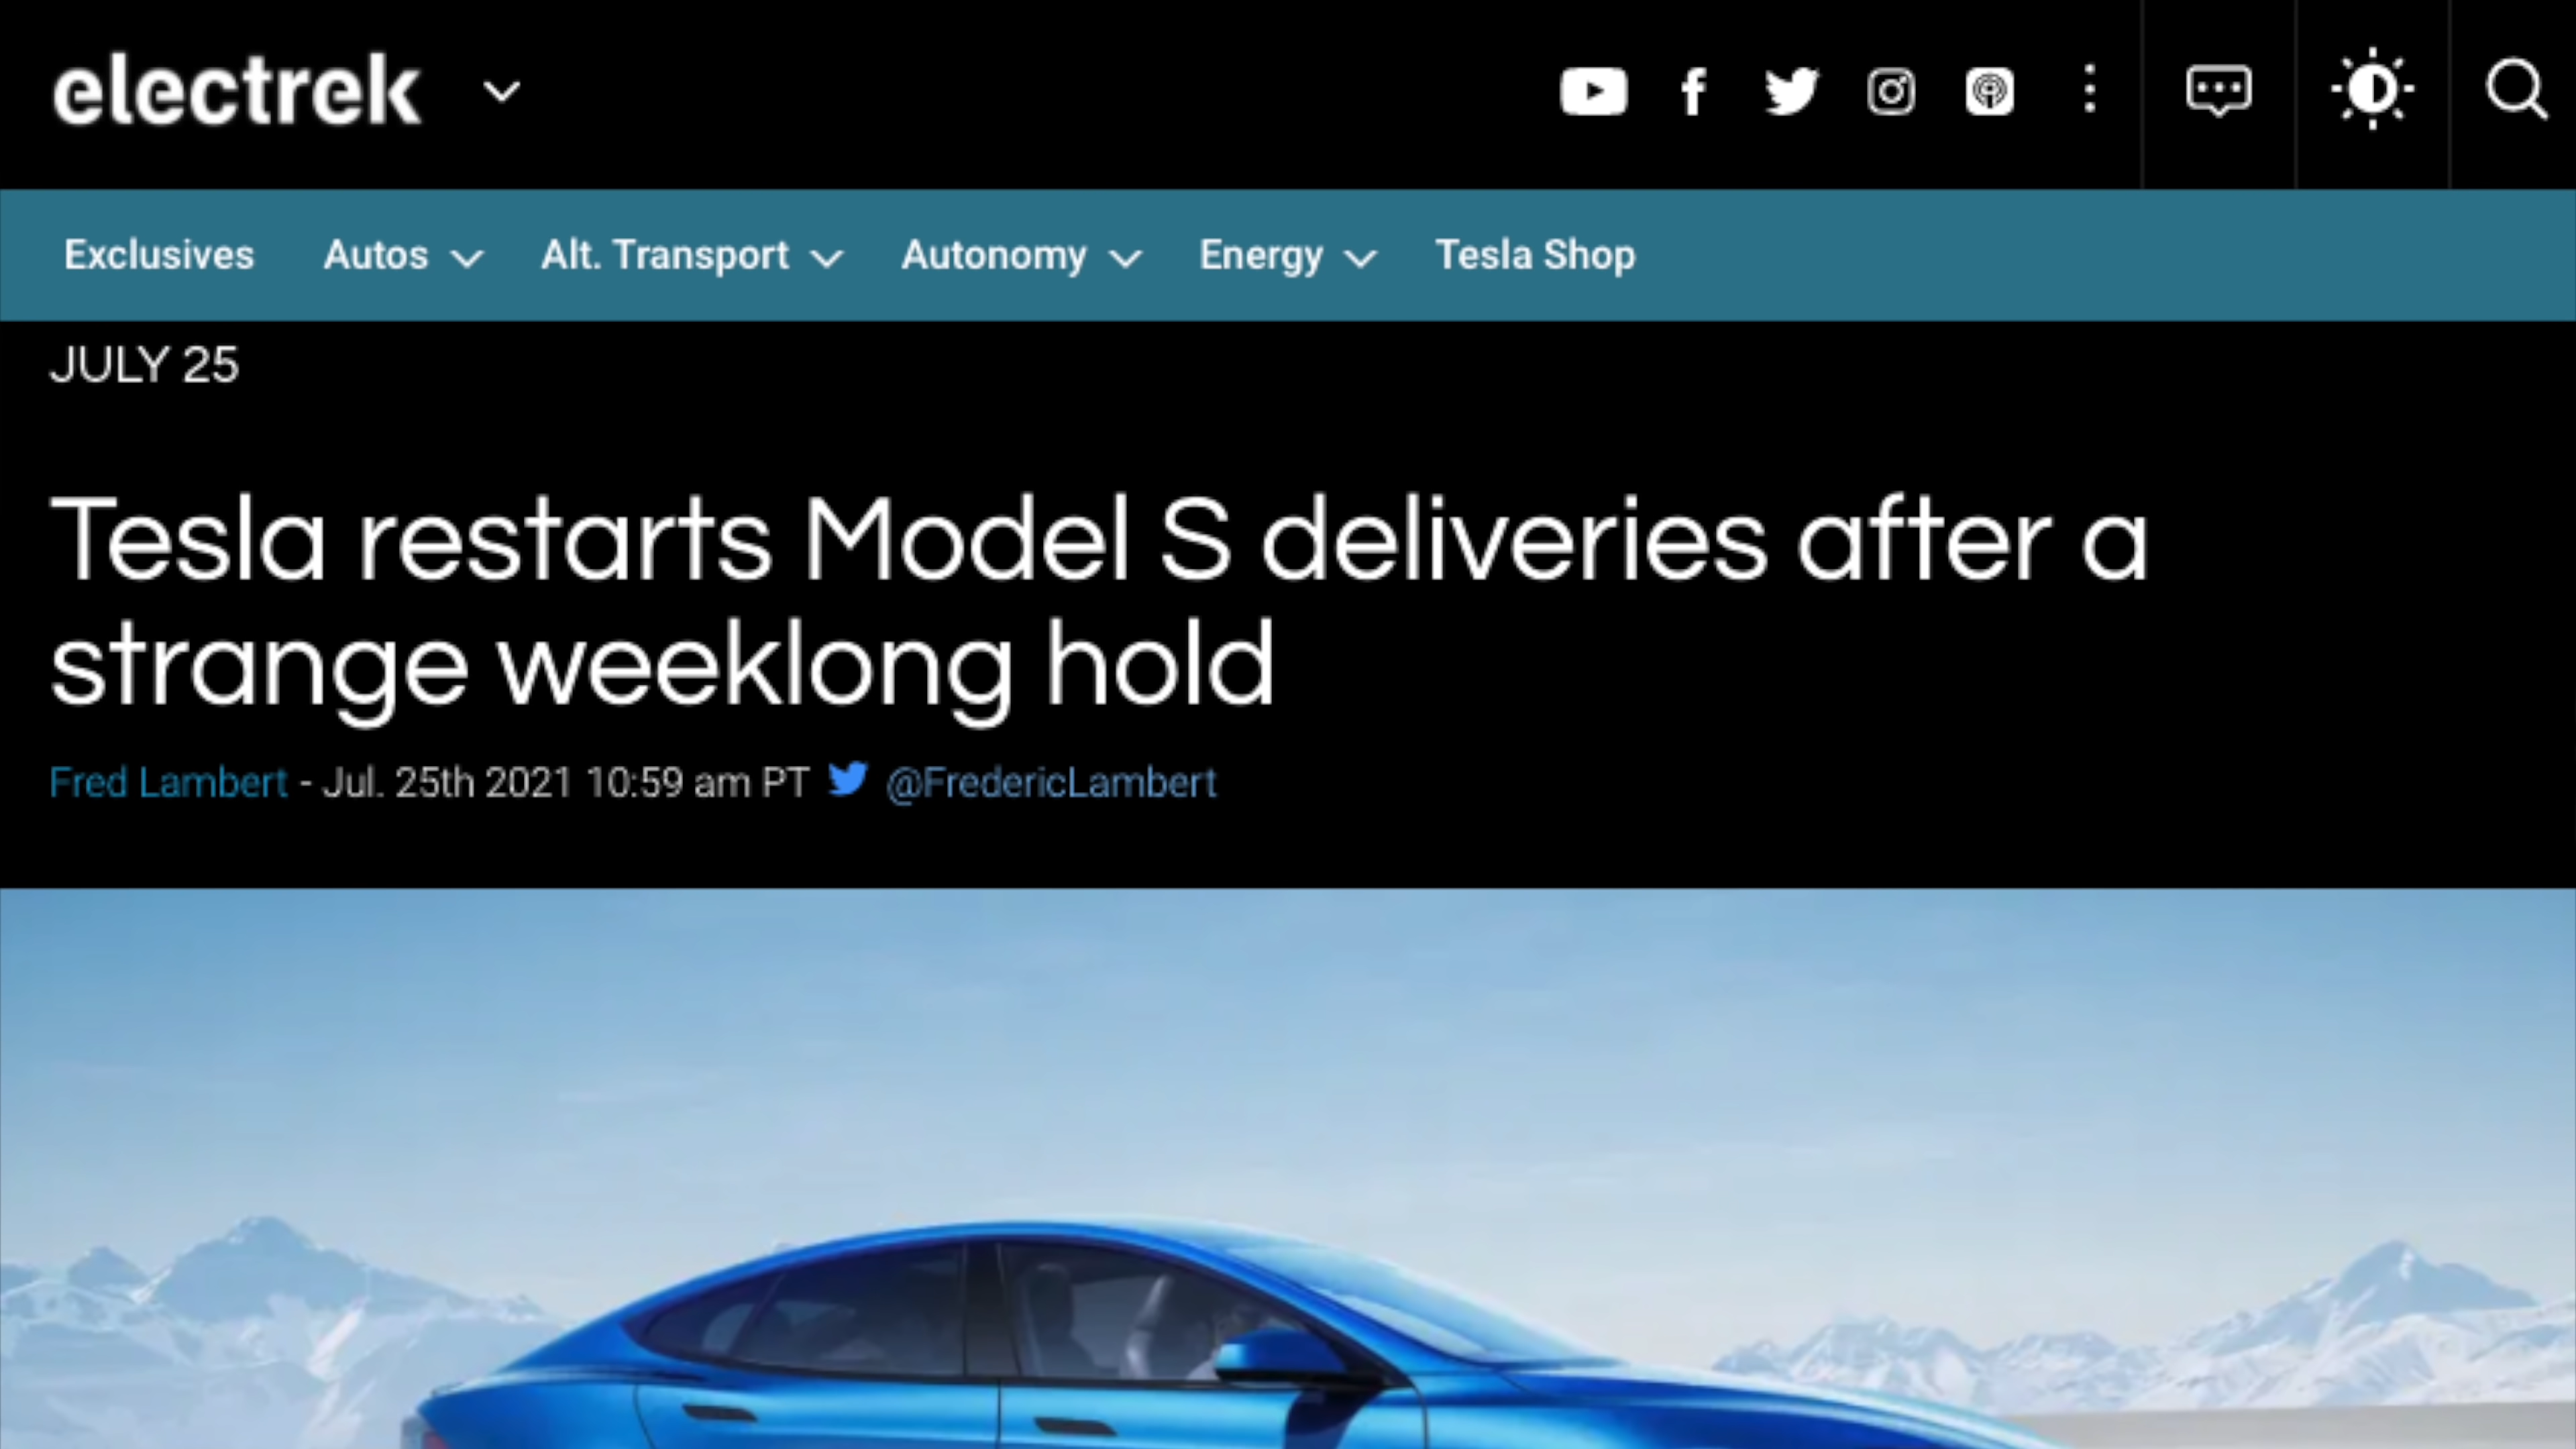 electrek
Exclusives Autos Alt. Transport Autonomy Energy Tesla Shop
JULY 25
Tesla restarts Model S deliveries after a
strange weeklong hold
Fred Lambert - Jul. 25th 2021 10:59 am PT @FredericLambert